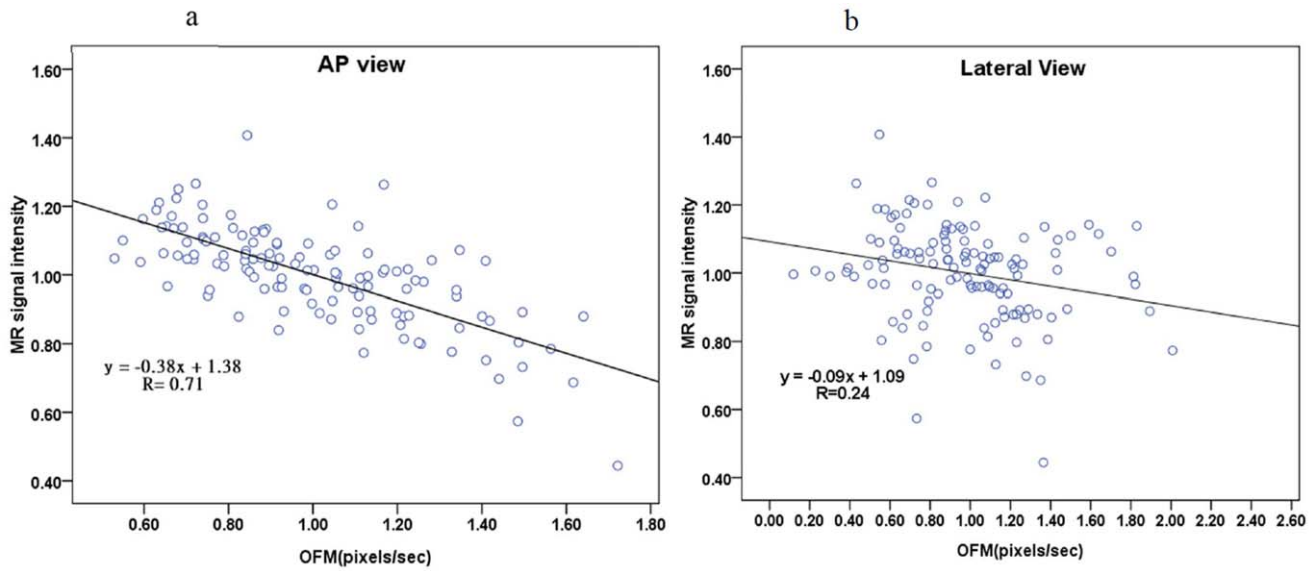 a
AP view
MR signal intensity
1.60
1.40
1.20
1.00
0.80
0.60
0.40
y = -0.38x + 1.38
R= 0.71
0.60 0.80 1.00 1.20 1.40 1.60 1.80
OFM(pixels/sec)
b
Lateral View
MR signal intensity
1.60
1.40
1.20
1.00
0.80
0.60
0.40
y = -0.09x + 1.09
R=0.24
0.00 0.20 0.40 0.60 0.80 1.00 1.20 1.40 1.60 1.80 2.00 2.20 2.40 2.60
OFM(pixels/sec)